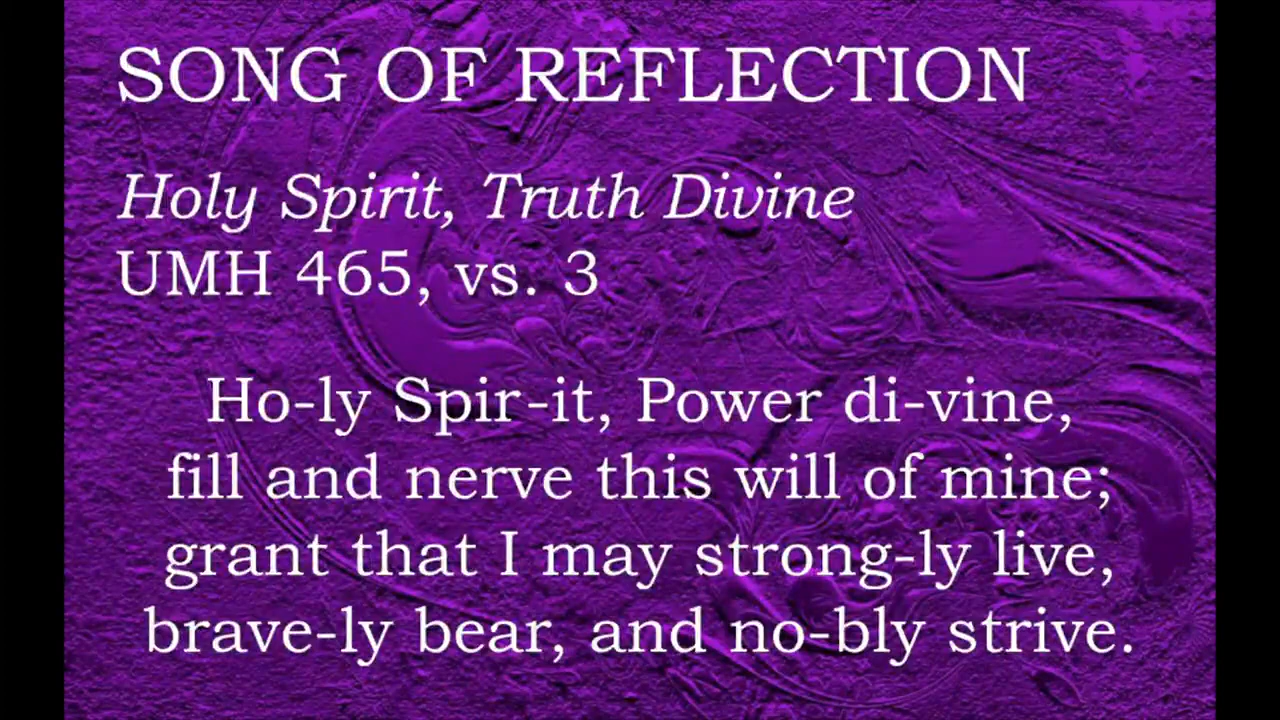 SONG OF REFLECTION
Holy Spirit, Truth Divine
UMH 465, vs. 3
Ho-ly Spir-it, Power di-vine,
fill and nerve this will of mine;
grant that I may strong-ly live,
brave-ly bear, and no-bly strive.